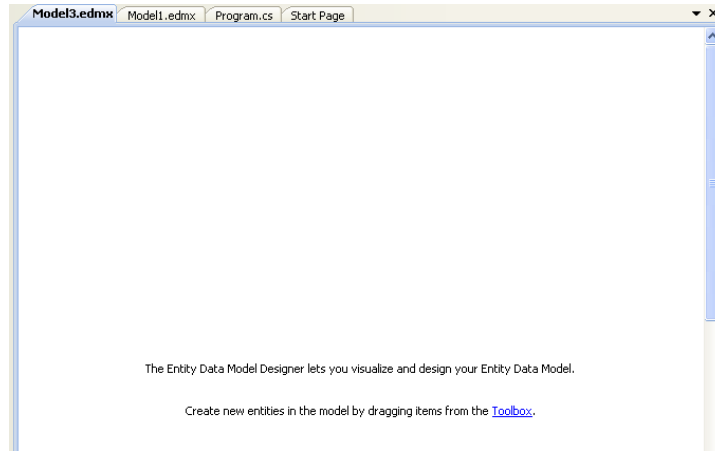 Model3.edmx Model1.edmx Program.cs Start Page
The Entity Data Model Designer lets you visualize and design your Entity Data Model.
Create new entities in the model by dragging items from the Toolbox.